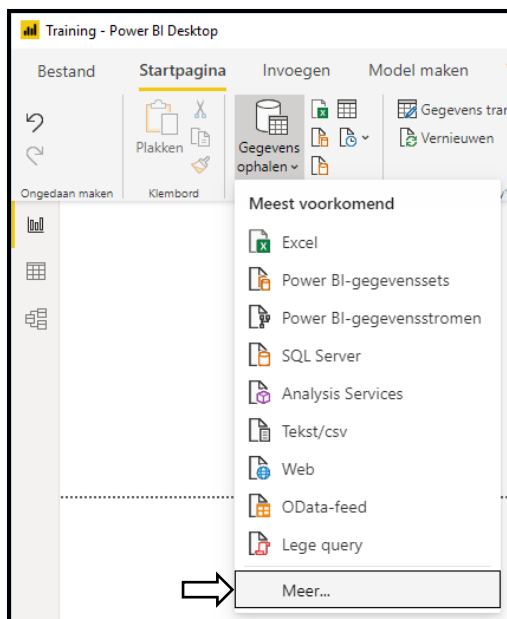 Training - Power BI Desktop
Bestand Startpagina Invoegen Model maken
Plakken
Gegevens
ophalen
Gegevens tran
Vernieuwen
Ongedaan maken Klembord
Meest voorkomend
Excel
Power BI-gegevenssets
Power BI-gegevensstromen
SQL Server
Analysis Services
Tekst/csv
Web
OData-feed
Lege query
Meer...